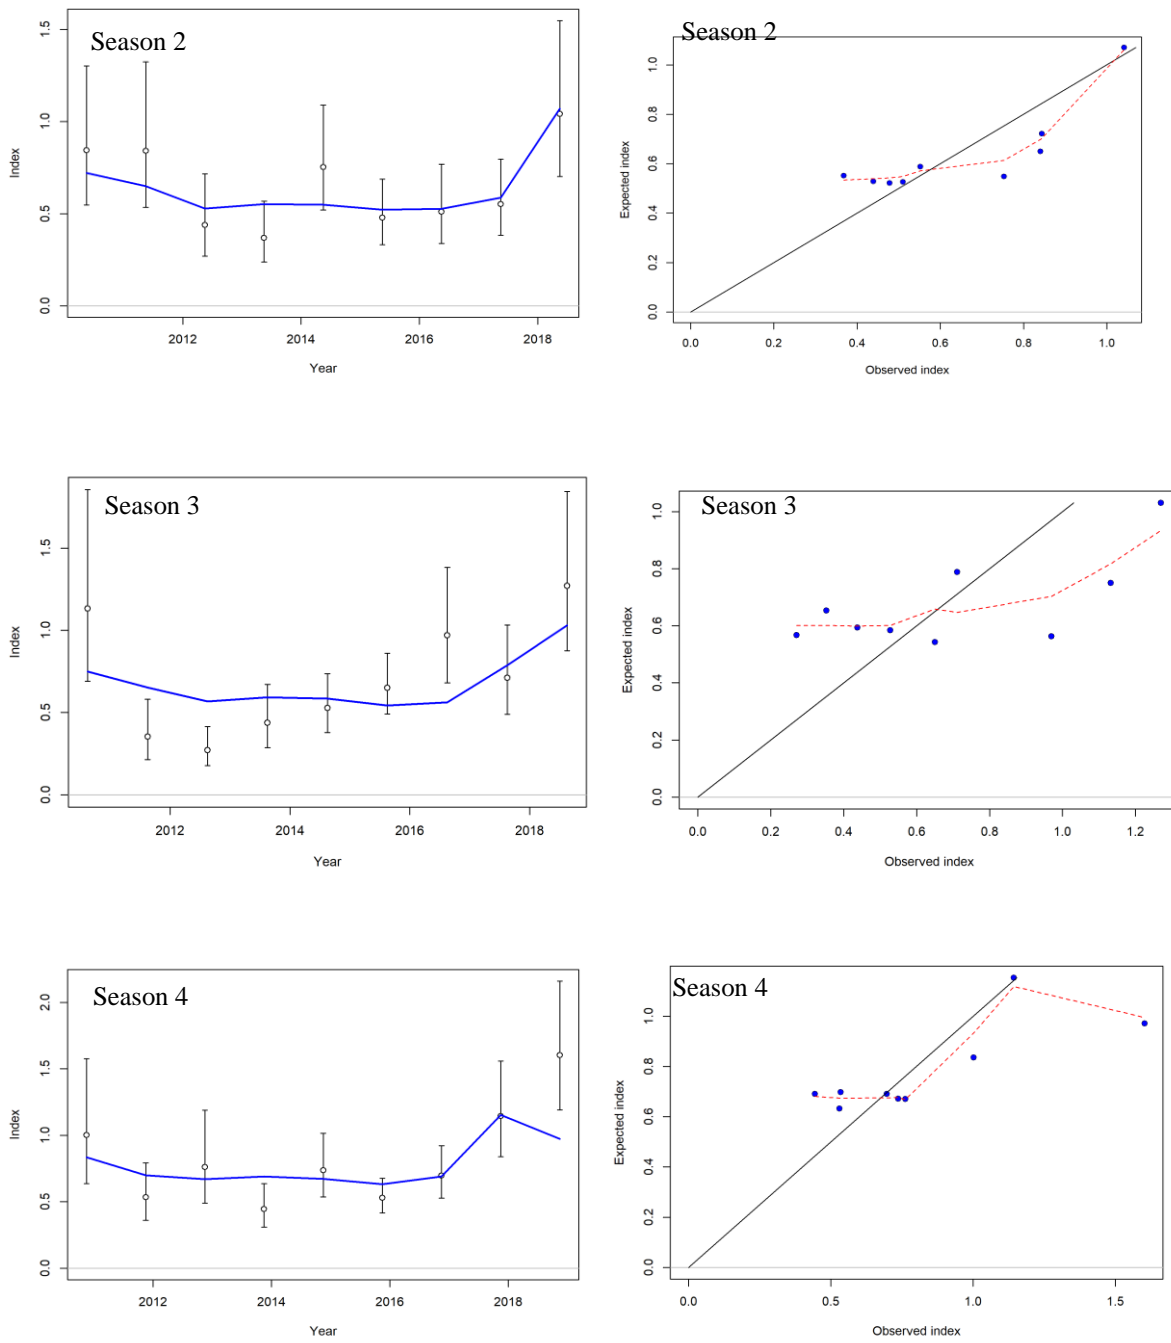 Season 2
1.5
1.0
0.5
0.0
Index
2012 2014 2016 2018
Year
Season 2
1.0
0.8
0.6
0.4
0.2
0.0
Expected index
0.0 0.2 0.4 0.6 0.8 1.0
Observed index
Season 3
1.5
1.0
0.5
0.0
Index
2012 2014 2016 2018
Year
Season 3
1.0
0.8
0.6
0.4
0.2
0.0
Expected index
0.0 0.2 0.4 0.6 0.8 1.0 1.2
Observed index
Season 4
2.0
1.5
1.0
0.5
0.0
Index
2012 2014 2016 2018
Year
Season 4
1.0
0.8
0.6
0.4
0.2
0.0
Expected index
0.0 0.5 1.0 1.5
Observed index